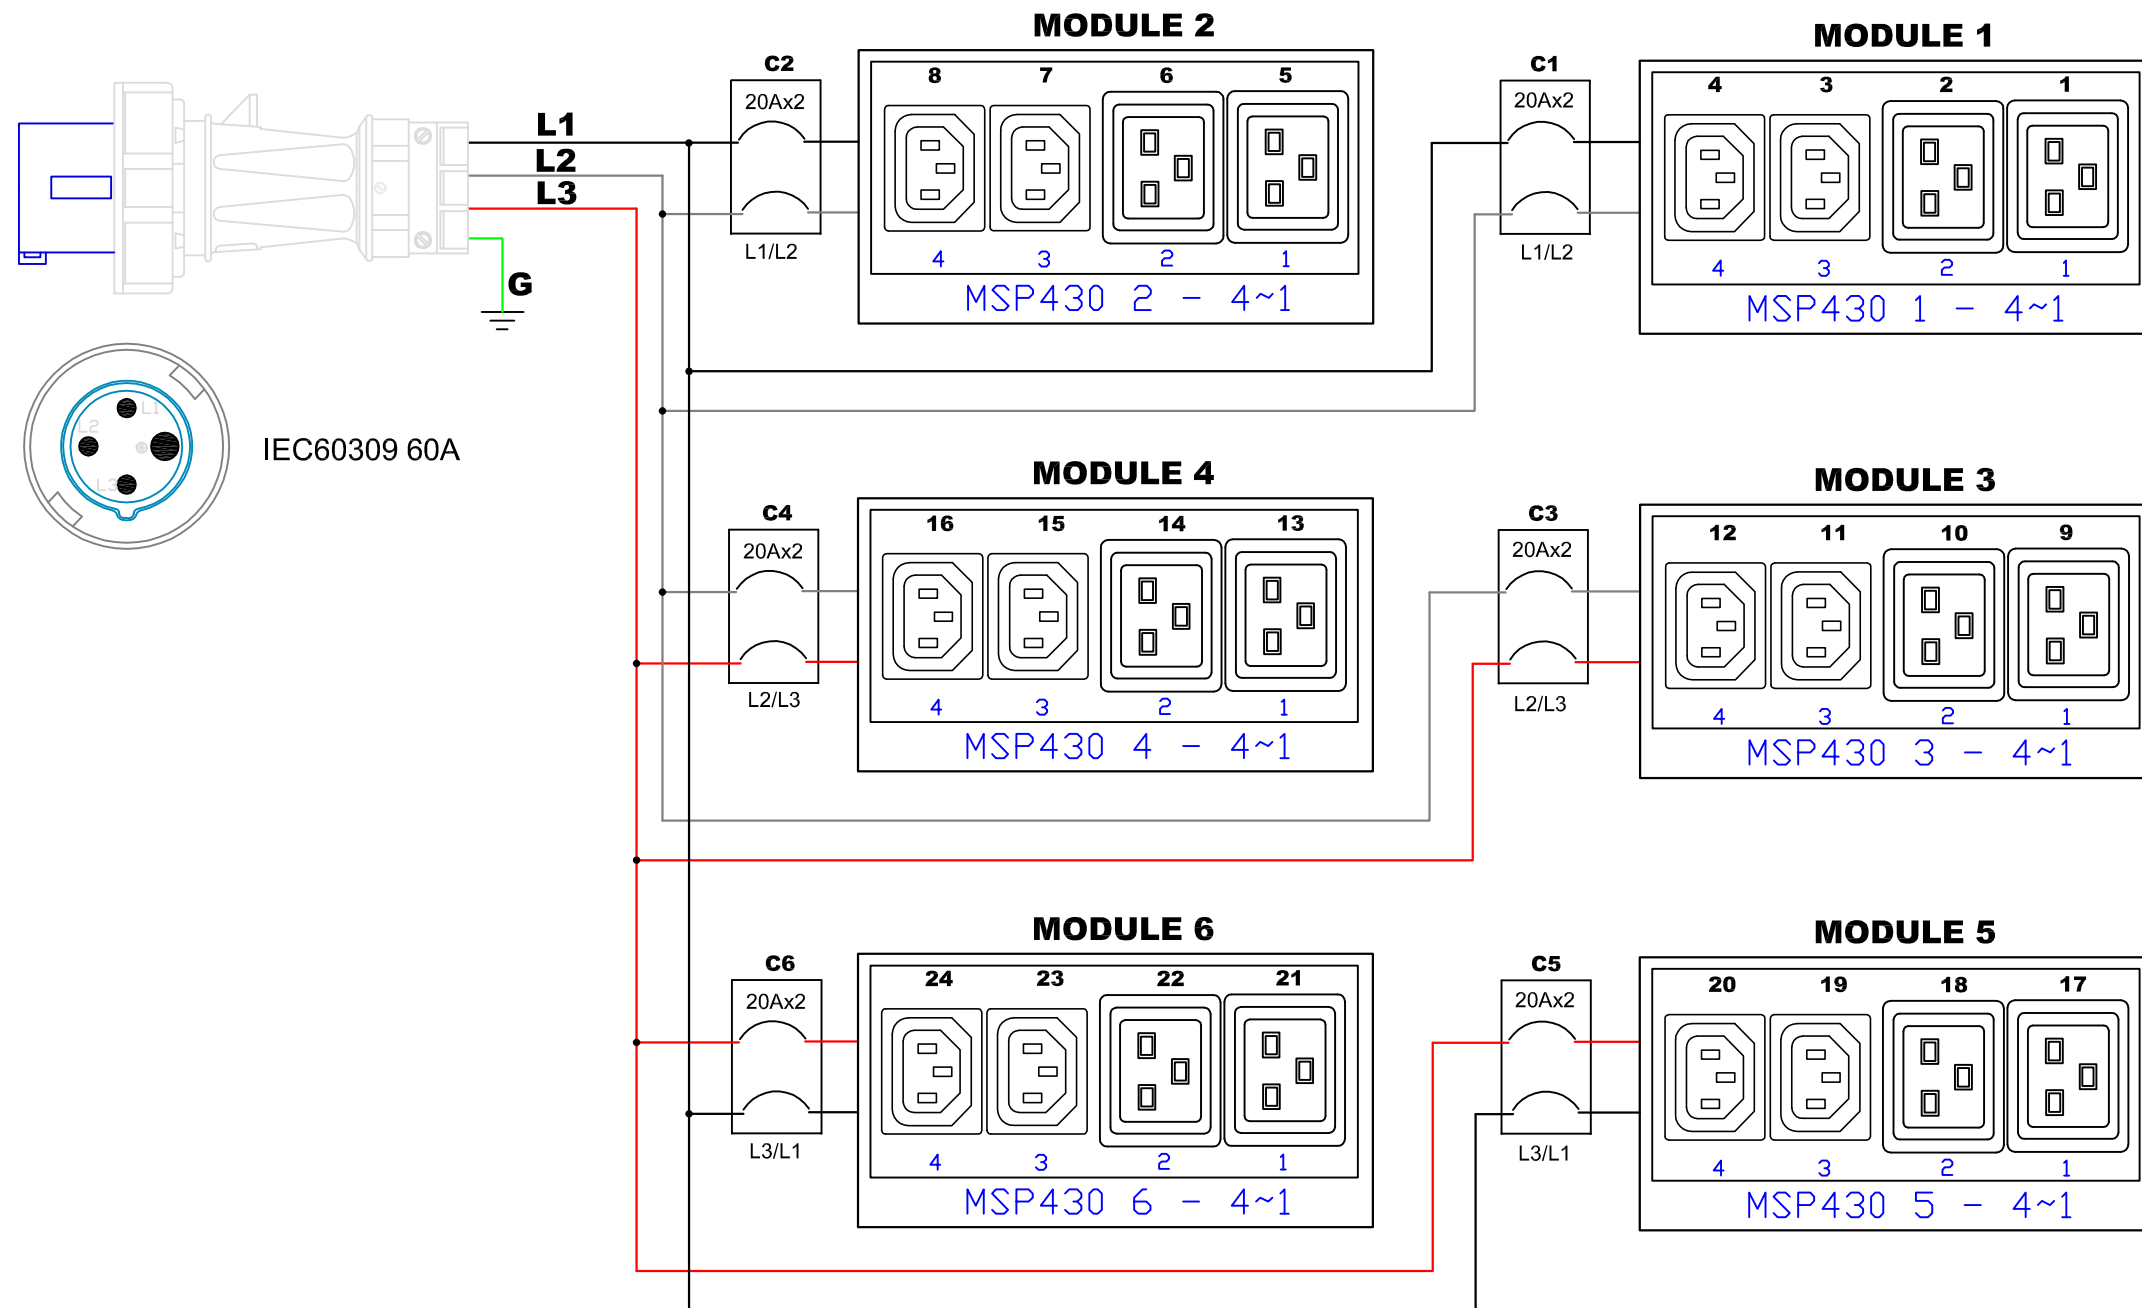 MODULE 2
MODULE 1
C2
20Ax2
L1/L2
8 7 6 5
4 3 2 1
MSP430 2 - 4~1
C1
20Ax2
L1/L2
4 3 2 1
4 3 2 1
MSP430 1 - 4~1
L1
L2
L3
G
L1
L2
L3
IEC60309 60A
MODULE 4
MODULE 3
C4
20Ax2
L2/L3
16 15 14 13
4 3 2 1
MSP430 4 - 4~1
C3
20Ax2
L2/L3
12 11 10 9
4 3 2 1
MSP430 3 - 4~1
MODULE 6
MODULE 5
C6
20Ax2
L3/L1
24 23 22 21
4 3 2 1
MSP430 6 - 4~1
C5
20Ax2
L3/L1
20 19 18 17
4 3 2 1
MSP430 5 - 4~1